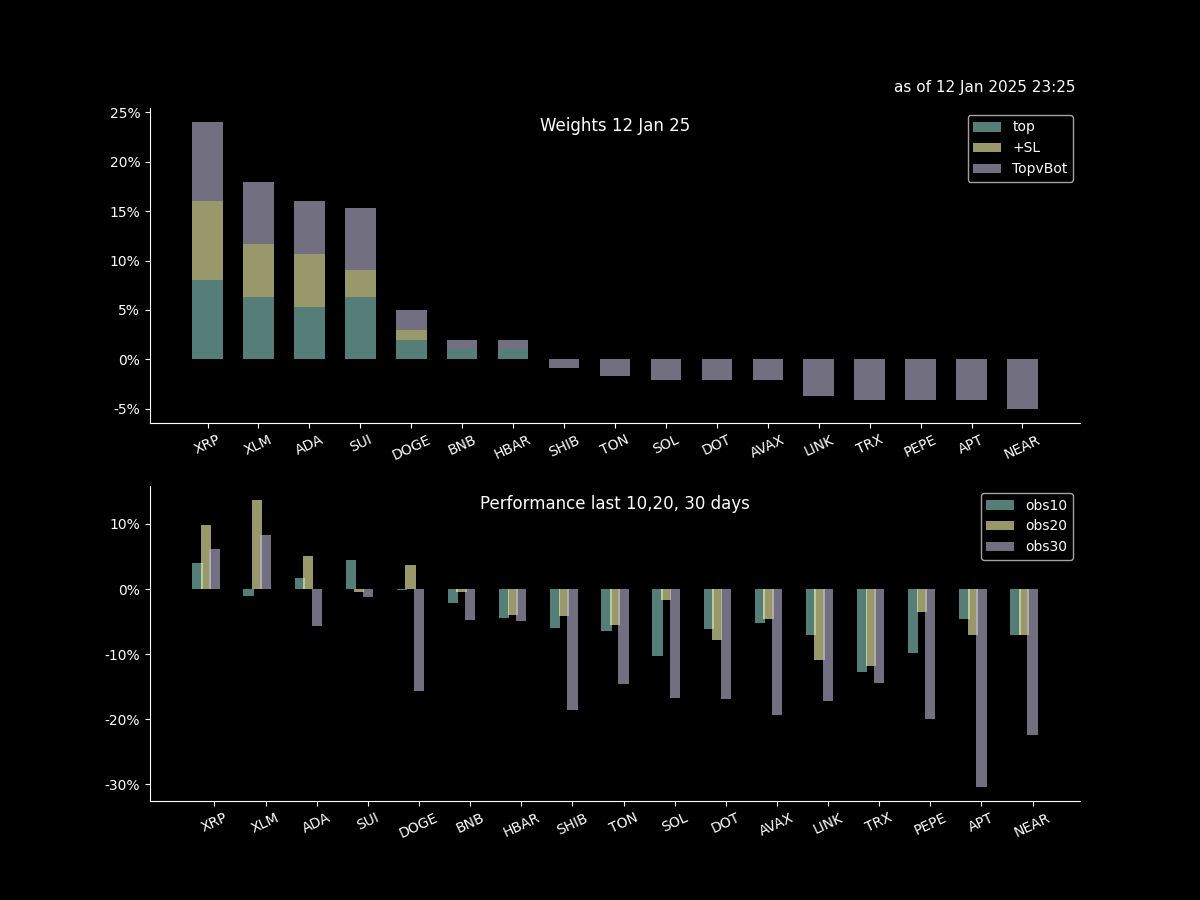 as of 12 Jan 2025 23:25
Weights 12 Jan 25
top
+SL
TopvBot
25%
20%
15%
10%
5%
0%
-5%
XRP XLM ADA SUI DOGE BNB HBAR SHIB TON SOL DOT AVAX LINK TRX PEPE APT NEAR
Performance last 10,20, 30 days
obs10
obs20
obs30
10%
0%
-10%
-20%
-30%
XRP XLM ADA SUI DOGE BNB HBAR SHIB TON SOL DOT AVAX LINK TRX PEPE APT NEAR